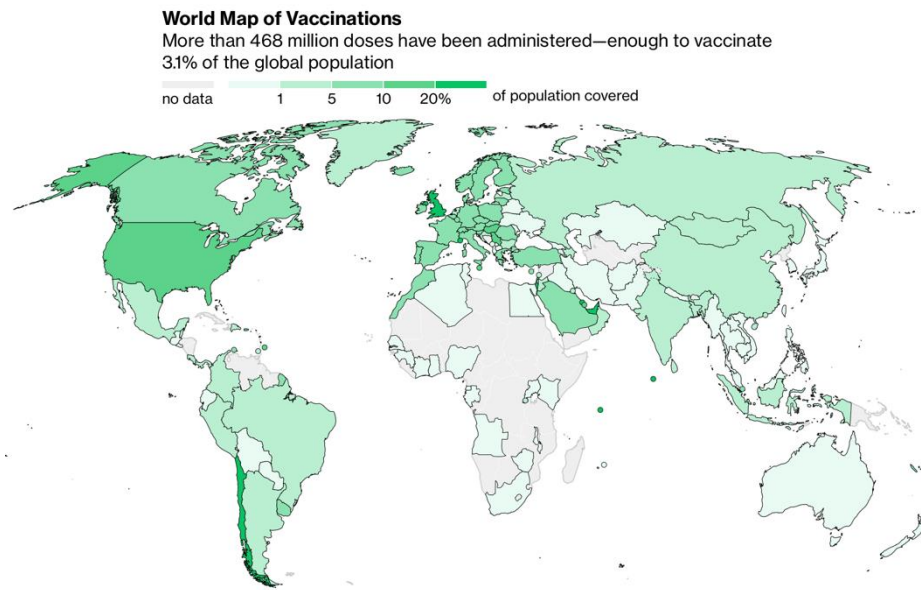 World Map of Vaccinations
More than 468 million doses have been administered—enough to vaccinate
3.1% of the global population
no data 1 5 10 20% of population covered